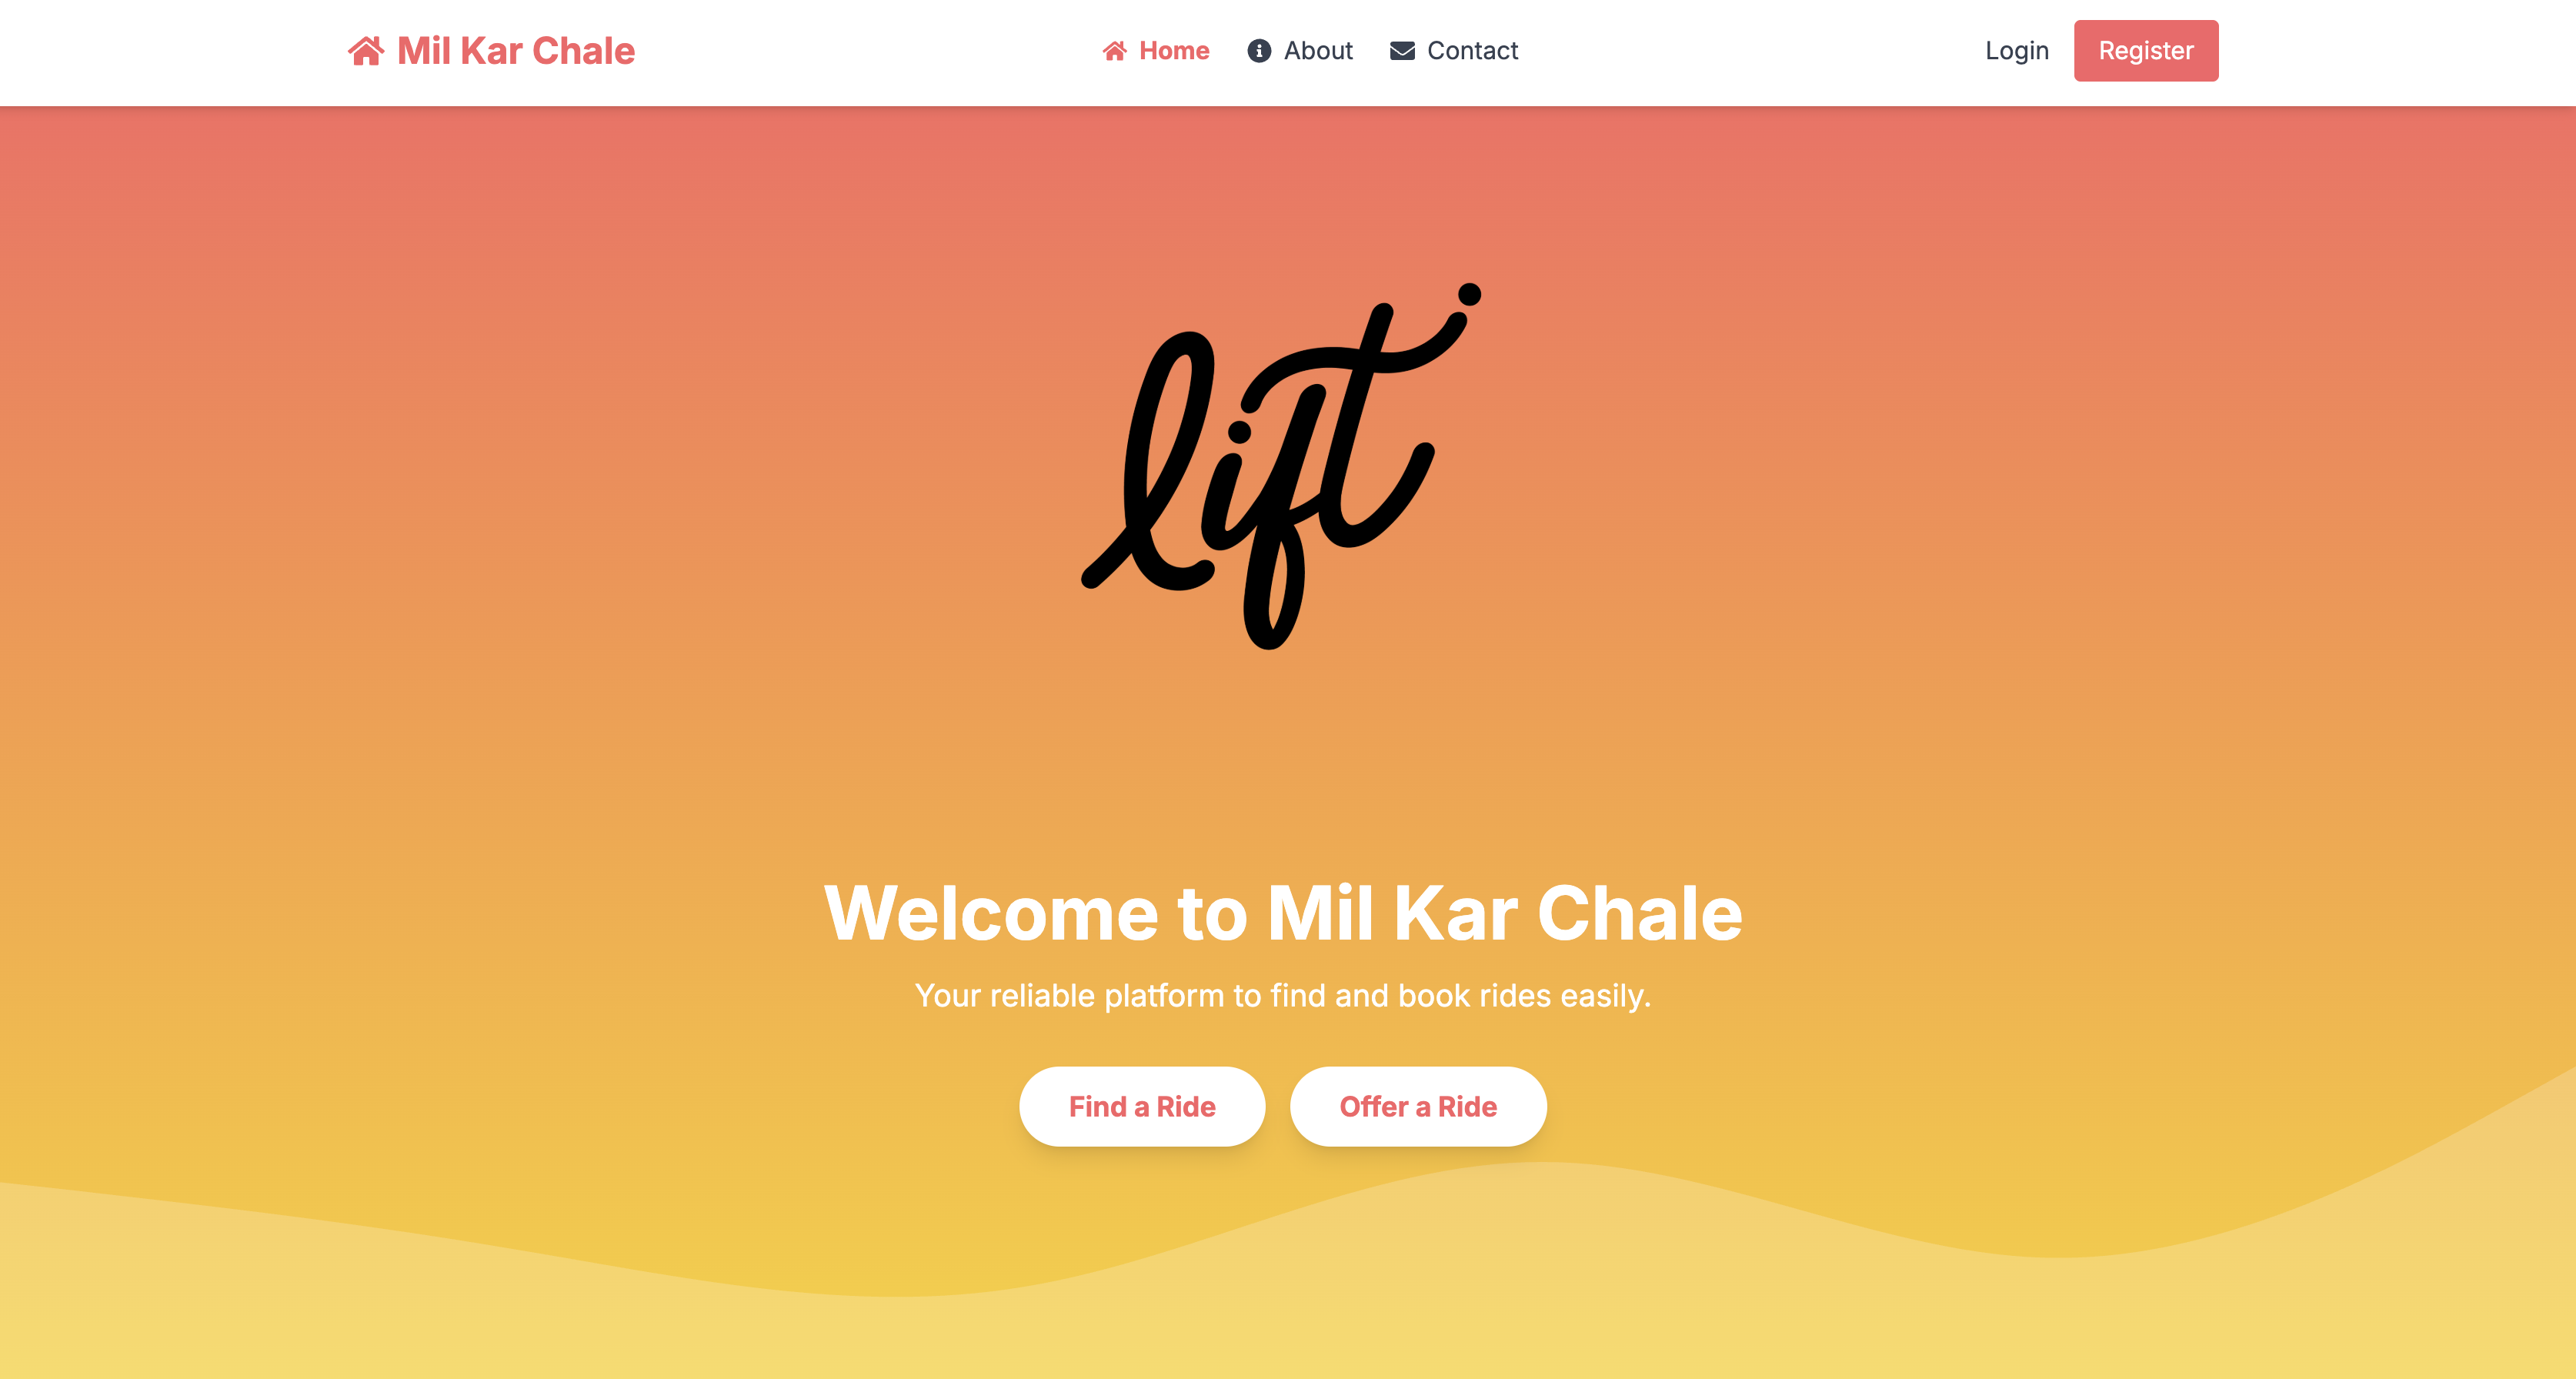 Mil Kar Chale
Home
About
Contact
Login
Register
lift
Welcome to Mil Kar Chale
Your reliable platform to find and book rides easily.
Find a Ride
Offer a Ride